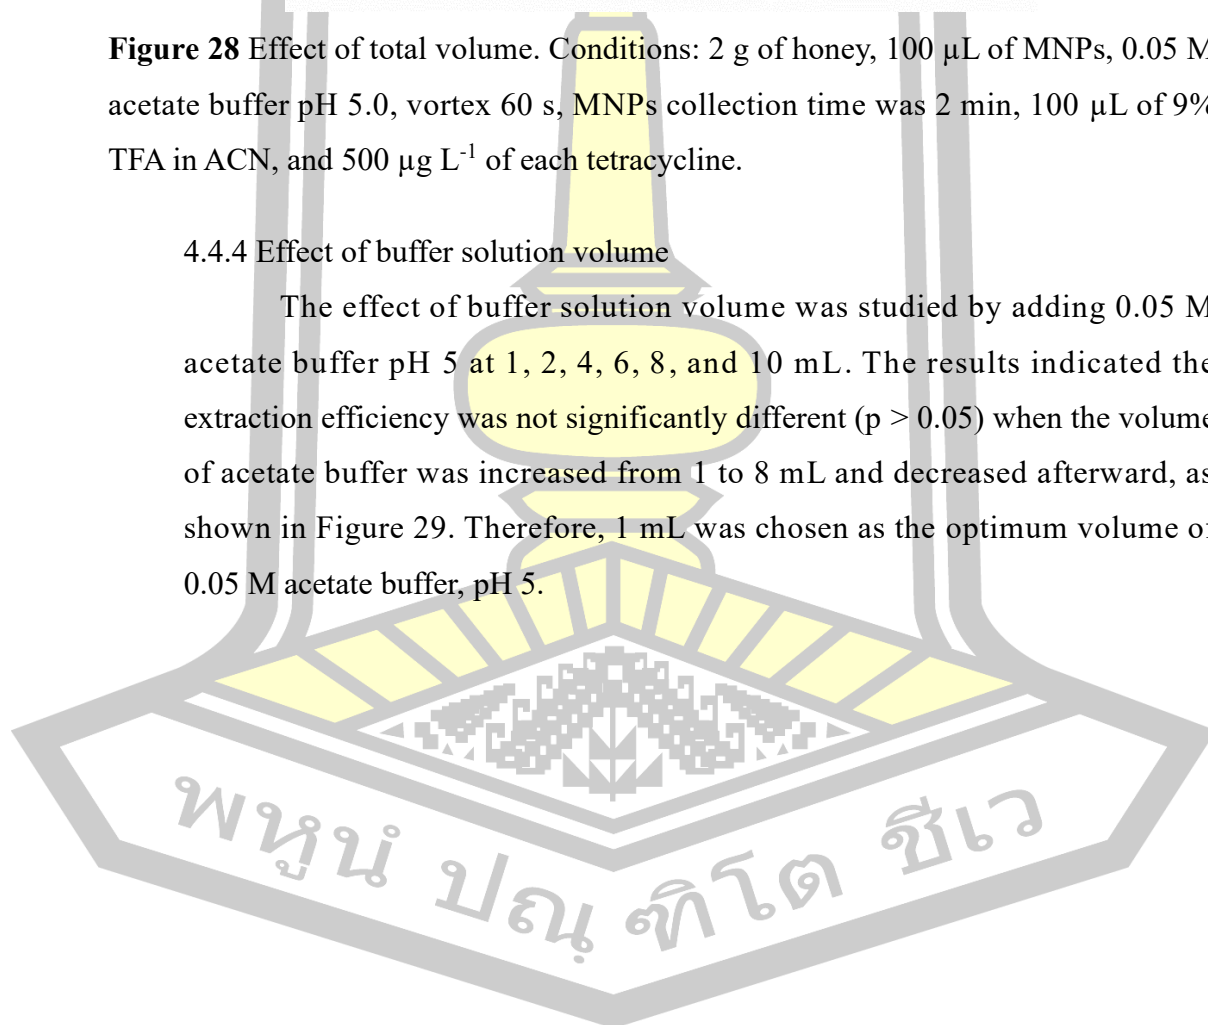 Figure 28 Effect of total volume. Conditions: 2 g of honey, 100 µL of MNPs, 0.05 M
acetate buffer pH 5.0, vortex 60 s, MNPs collection time was 2 min, 100 µL of 9%
TFA in ACN, and 500 µg L-1 of each tetracycline.
4.4.4 Effect of buffer solution volume
The effect of buffer solution volume was studied by adding 0.05 M
acetate buffer pH 5 at 1, 2, 4, 6, 8, and 10 mL. The results indicated the
extraction efficiency was not significantly different (p > 0.05) when the volume
of acetate buffer was increased from 1 to 8 mL and decreased afterward, as
shown in Figure 29. Therefore, 1 mL was chosen as the optimum volume of
0.05 M acetate buffer, pH 5.
พหูนํ ปณฺฑิโต ชีเว